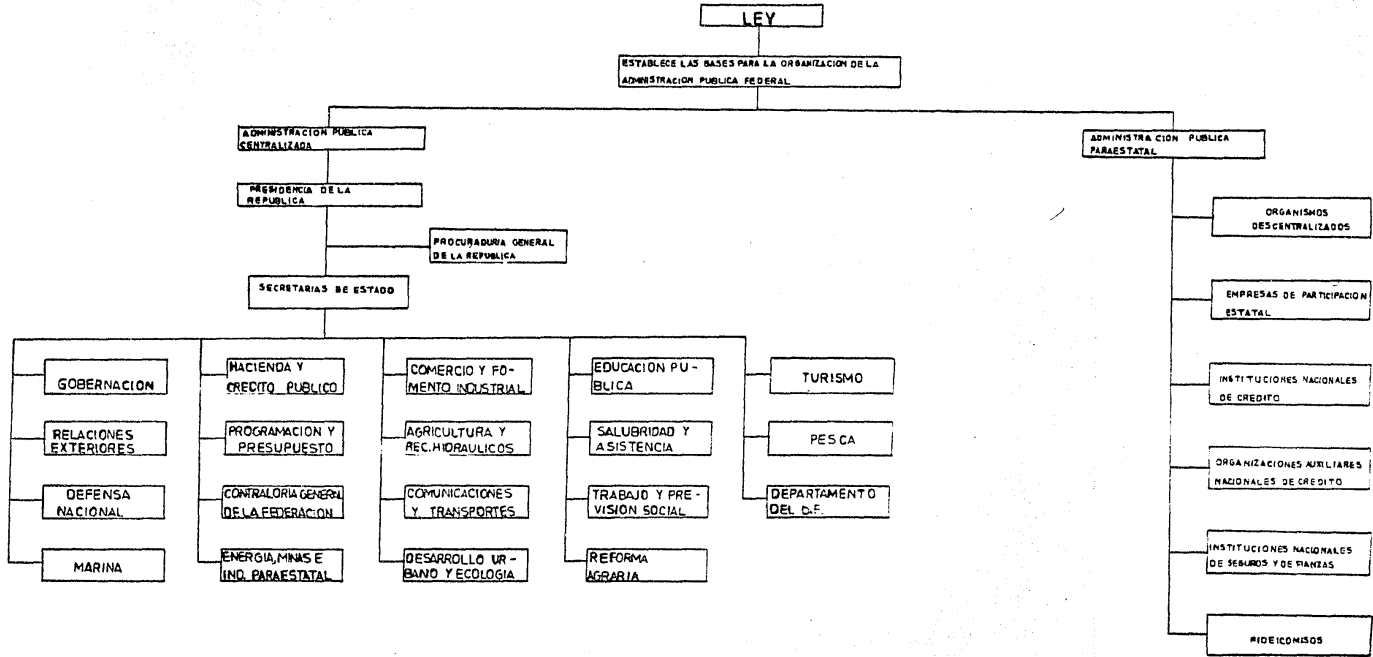 LEY
ESTABLECE LAS BASES PARA LA ORGANIZACION DE LA
ADMINISTRACION PUBLICA FEDERAL
ADMINISTRACION PUBLICA
CENTRALIZADA
PRESIDENCIA DE LA
REPUBLICA
PROCURADURIA GENERAL
DE LA REPUBLICA
SECRETARIAS DE ESTADO
GOBERNACION
RELACIONES
EXTERIORES
DEFENSA
NACIONAL
MARINA
HACIENDA Y
CREDITO PUBLICO
PROGRAMACION Y
PRESUPUESTO
CONTRALORIA GENERAL
DE LA FEDERACION
ENERGIA, MINAS E
IND. PARAESTATAL
COMERCIO Y FO-
MENTO INDUSTRIAL
AGRICULTURA Y
REC. HIDRAULICOS
COMUNICACIONES
Y TRANSPORTES
DESARROLLO UR-
BANO Y ECOLOGIA
EDUCACION PU-
BLICA
SALUBRIDAD Y
ASISTENCIA
TRABAJO Y PRE-
VISION SOCIAL
REFORMA
AGRARIA
TURISMO
PESCA
DEPARTAMENTO
DEL D.F.
ADMINISTRACION PUBLICA
PARAESTATAL
ORGANISMOS
DESCENTRALIZADOS
EMPRESAS DE PARTICIPACION
ESTATAL
INSTITUCIONES NACIONALES
DE CREDITO
ORGANIZACIONES AUXILIARES
NACIONALES DE CREDITO
INSTITUCIONES NACIONALES
DE SEGUROS Y DE FIANZAS
FIDEICOMISOS